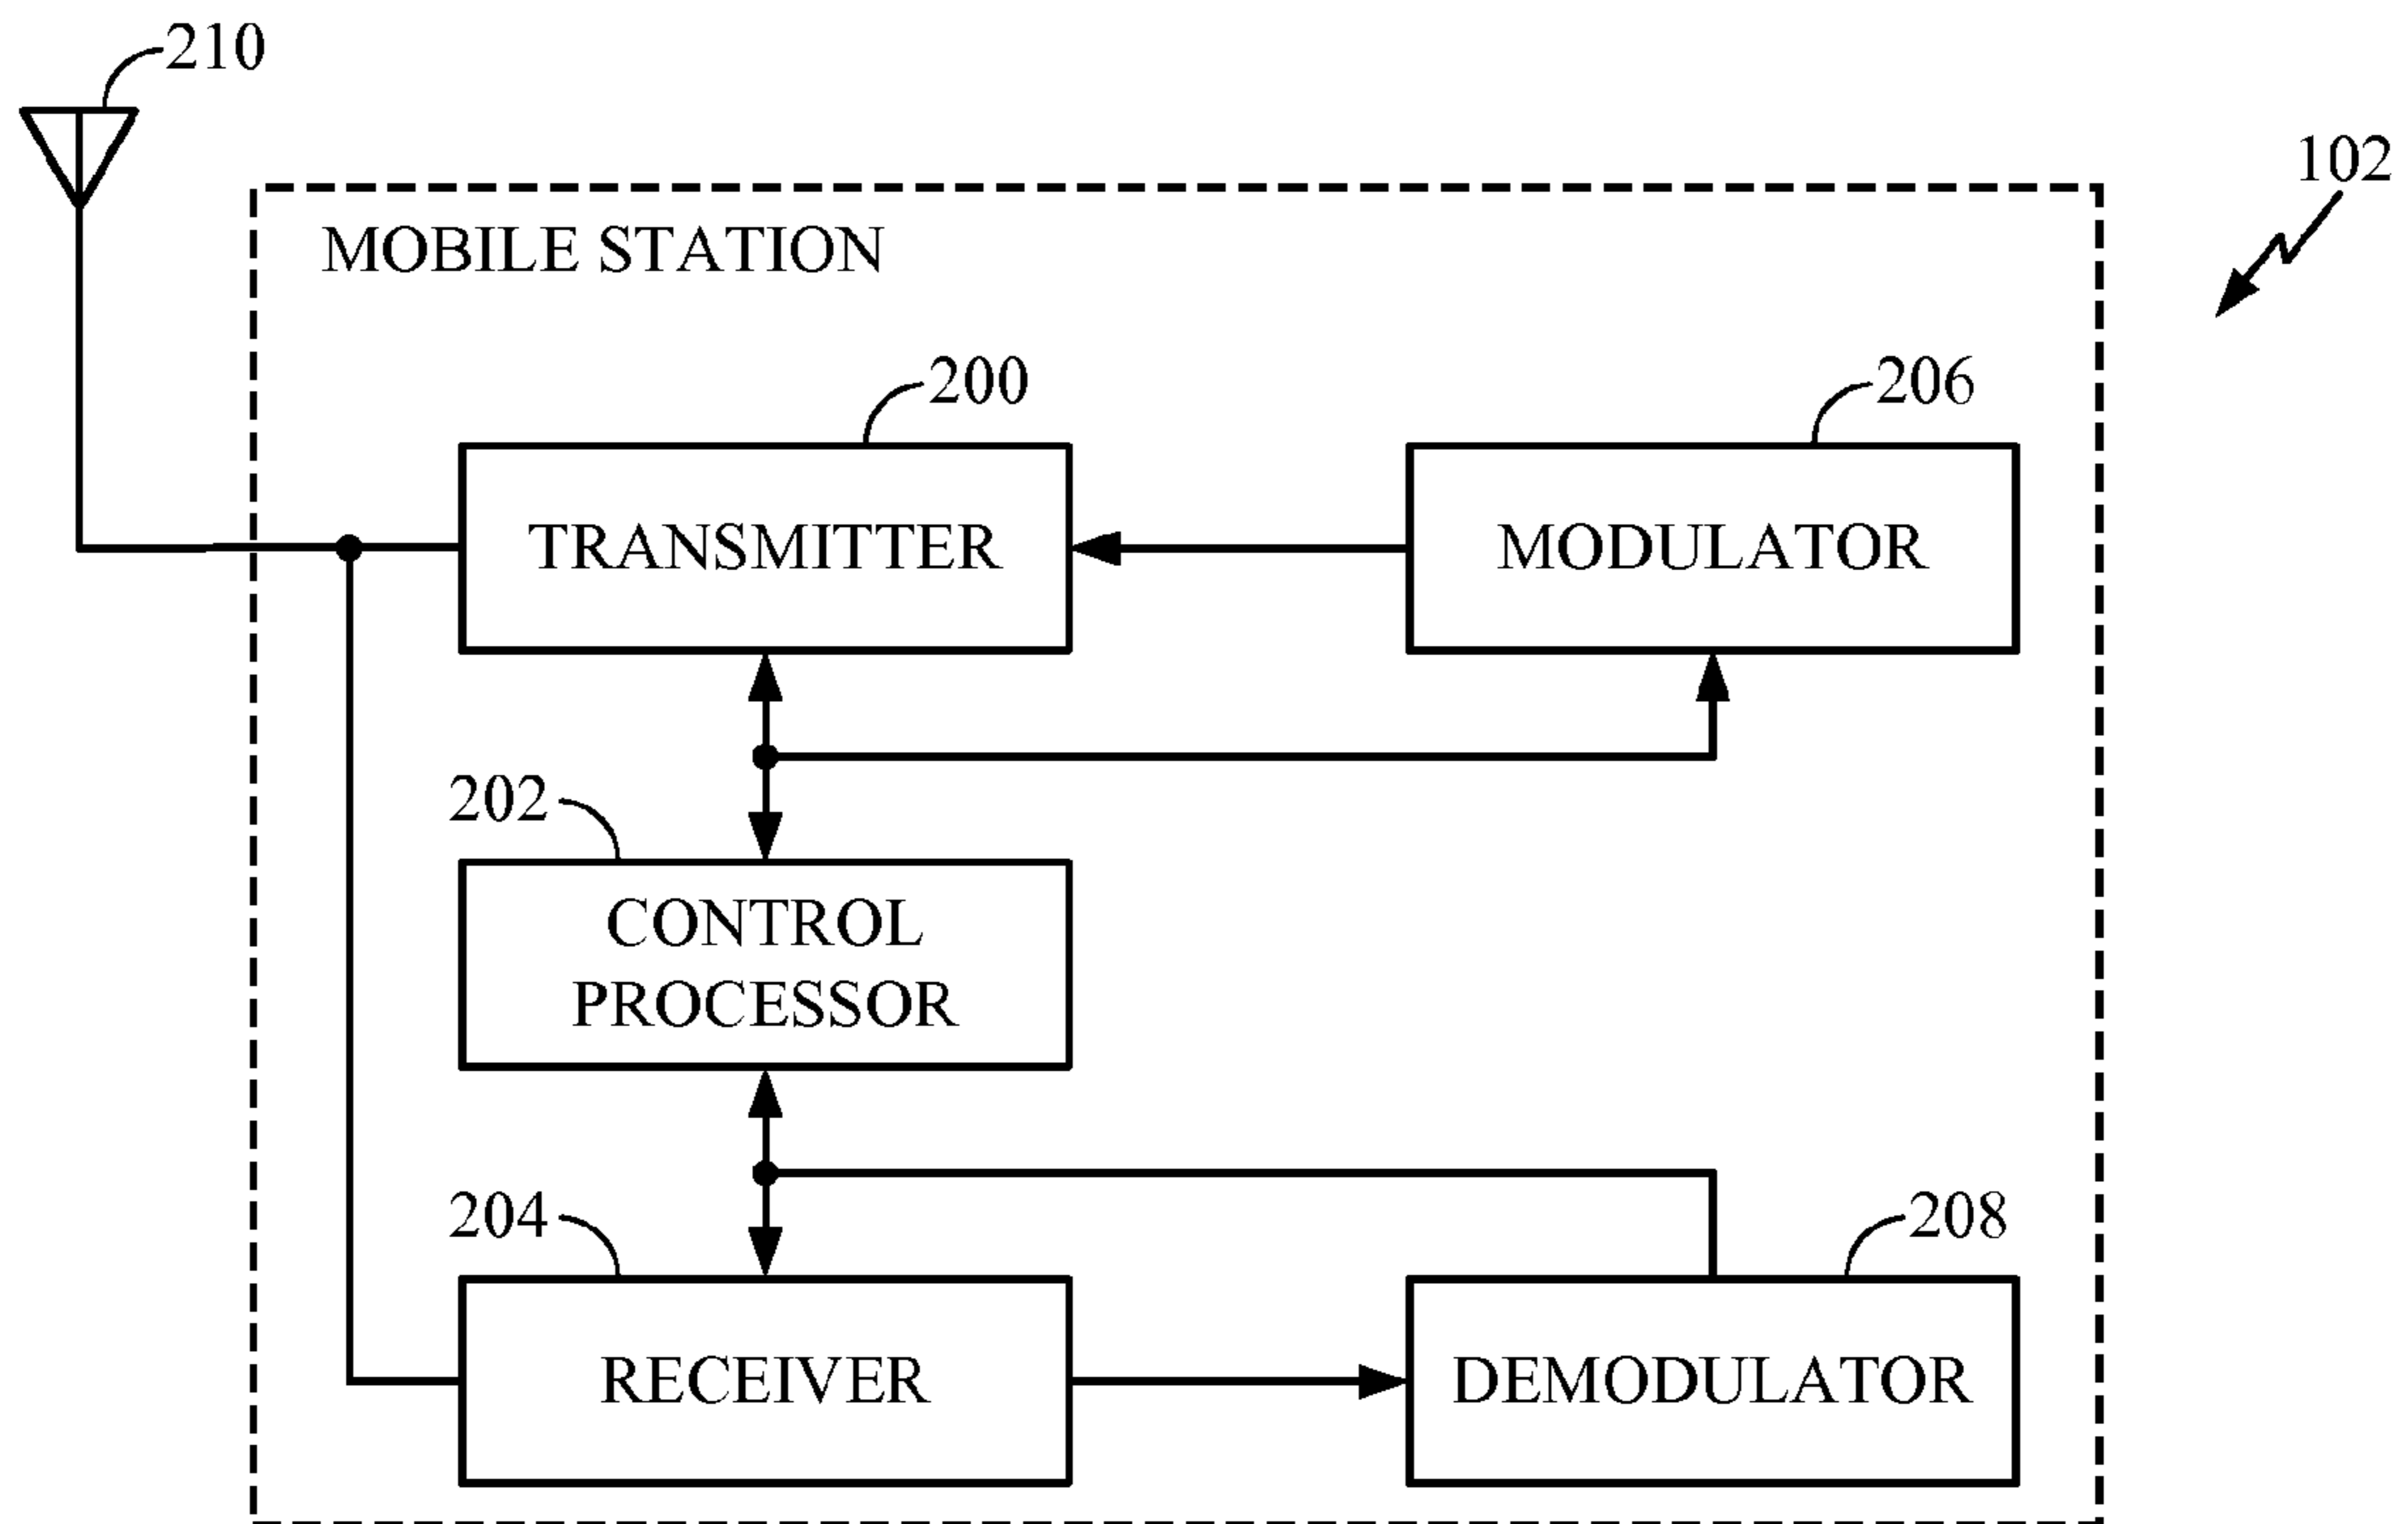 210
102
MOBILE STATION
200
206
TRANSMITTER
MODULATOR
202
CONTROL
PROCESSOR
204
208
RECEIVER
DEMODULATOR